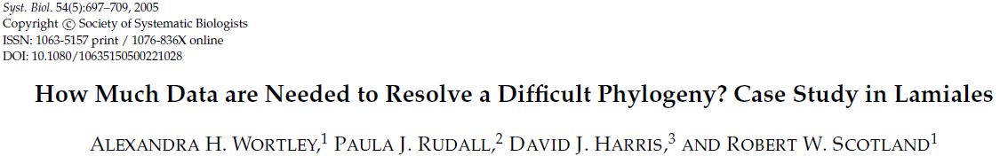 Syst. Biol. 54(5):697–709, 2005
Copyright © Society of Systematic Biologists
ISSN: 1063-5157 print / 1076-836X online
DOI: 10.1080/10635150500221028
How Much Data are Needed to Resolve a Difficult Phylogeny? Case Study in Lamiales
ALEXANDRA H. WORTLEY,1 PAULA J. RUDALL,2 DAVID J. HARRIS,3 AND ROBERT W. SCOTLAND1